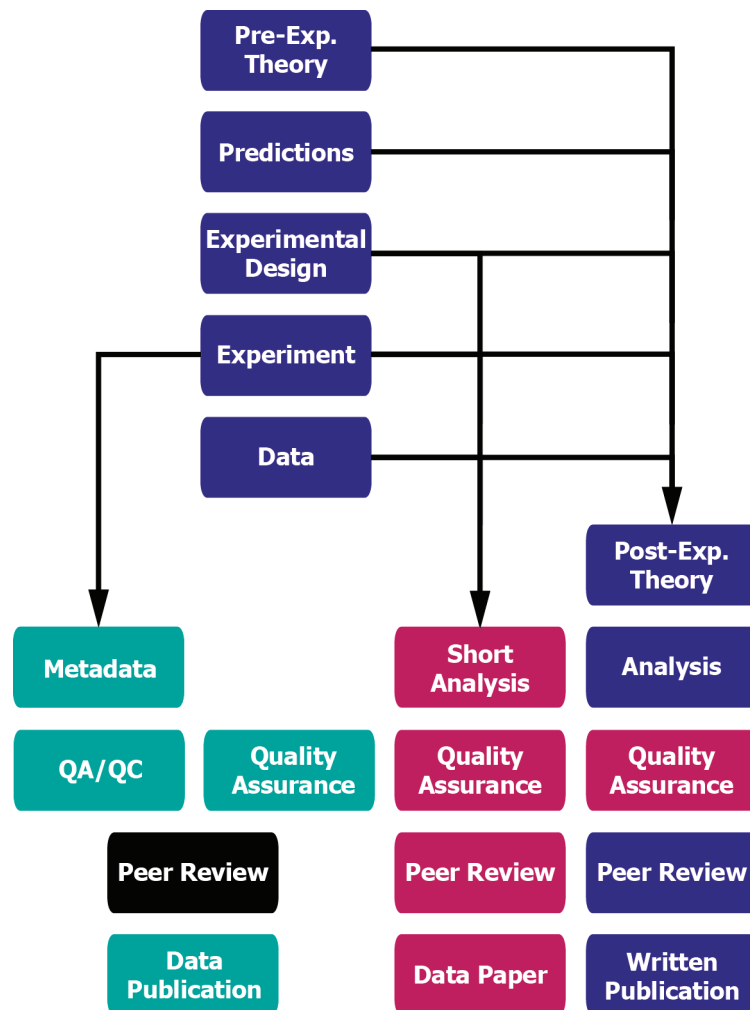 Pre-Exp.
Theory
Predictions
Experimental
Design
Experiment
Data
Post-Exp.
Theory
Metadata
Short
Analysis
Analysis
QA/QC
Quality
Assurance
Quality
Assurance
Quality
Assurance
Peer Review
Peer Review
Peer Review
Data
Publication
Data Paper
Written
Publication